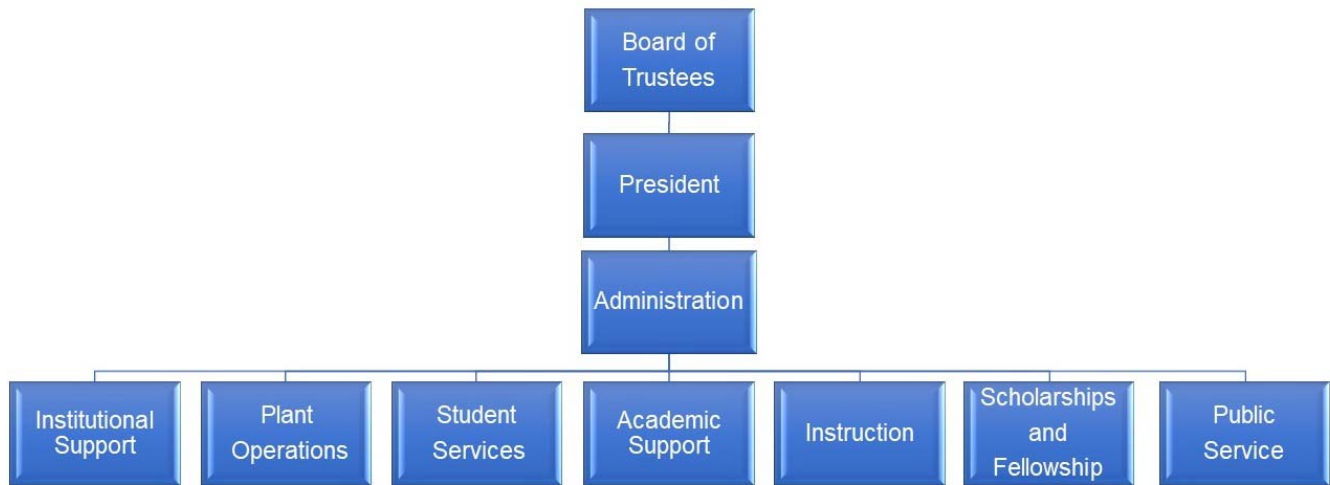 Board of
Trustees
President
Administration
Institutional
Support
Plant
Operations
Student
Services
Academic
Support
Instruction
Scholarships
and
Fellowship
Public
Service